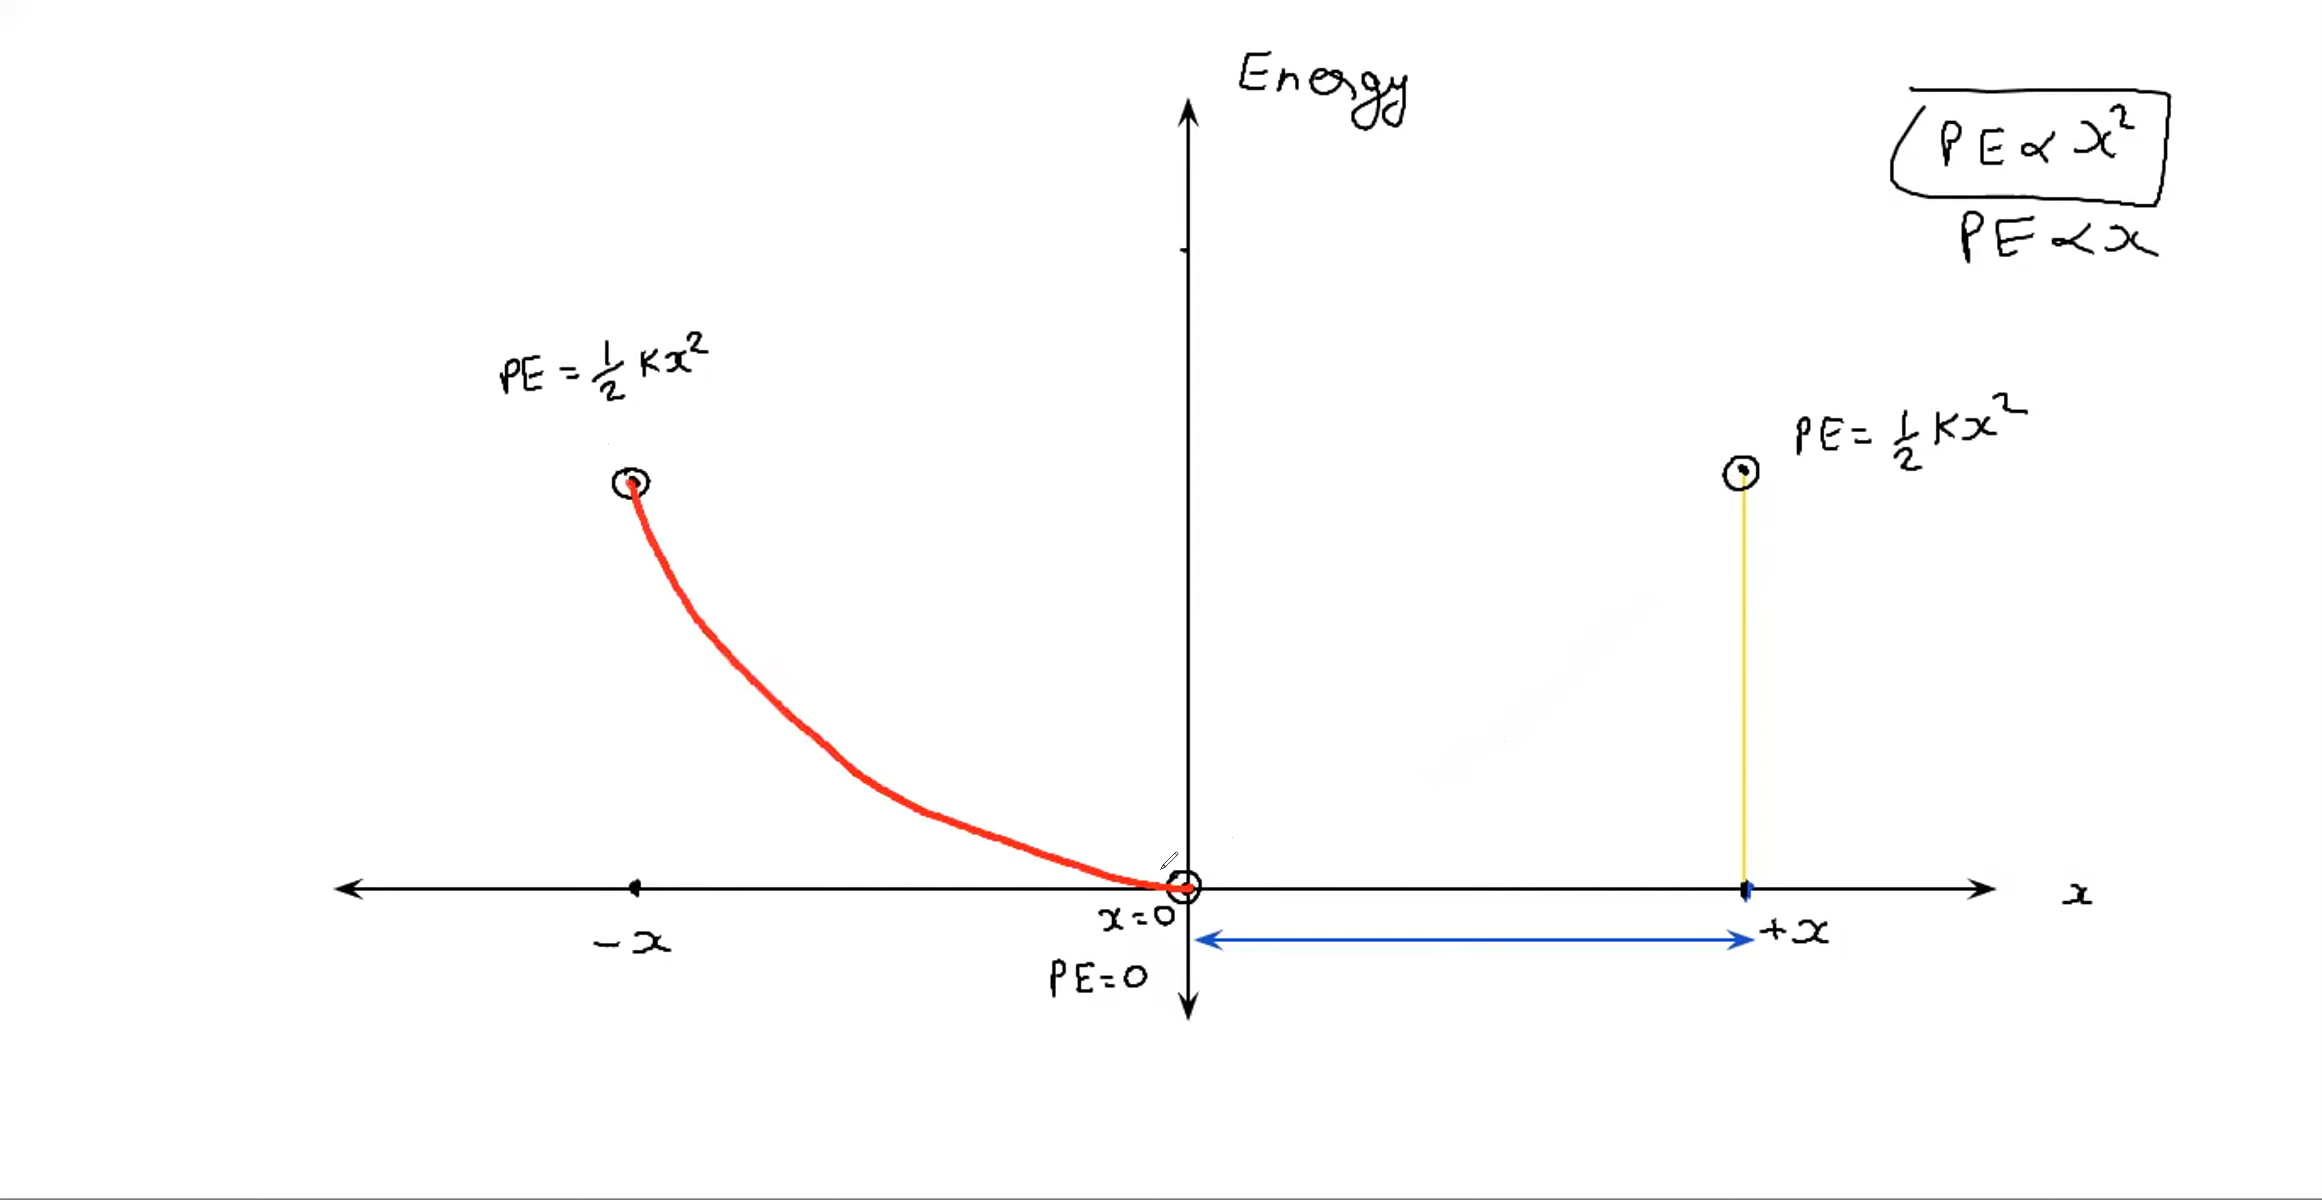 Energy
PE ∝ x²
PE ∝ x
PE = 1/2 Kx²
PE = 1/2 Kx²
x
x=0
+x
-x
PE=0